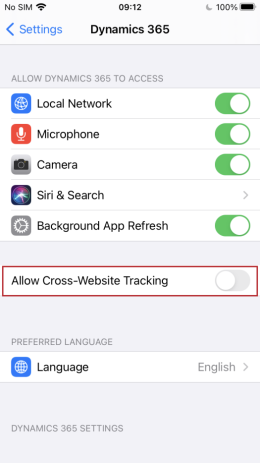 No SIM 09:12 100%
Settings Dynamics 365
ALLOW DYNAMICS 365 TO ACCESS
Local Network
Microphone
Camera
Siri & Search
Background App Refresh
Allow Cross-Website Tracking
PREFERRED LANGUAGE
Language English
DYNAMICS 365 SETTINGS